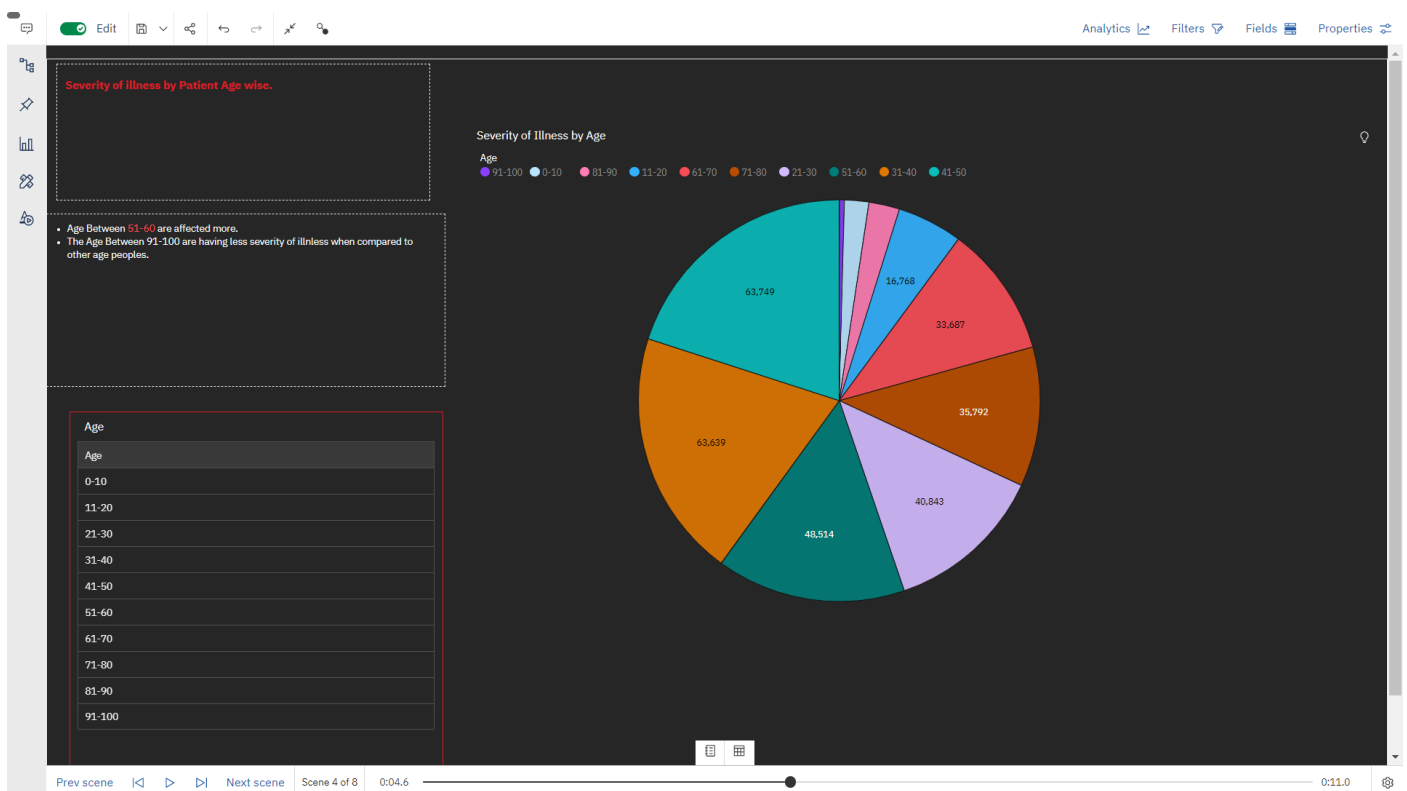 Edit
Analytics Filters Fields Properties
Severity of illness by Patient Age wise.
Age Between 51-60 are affected more.
The Age Between 91-100 are having less severity of illnless when compared to
other age peoples.
Age
Age
0-10
11-20
21-30
31-40
41-50
51-60
61-70
71-80
81-90
91-100
Severity of Illness by Age
Age
91-100 0-10 81-90 11-20 61-70 71-80 21-30 51-60 31-40 41-50
63,749
16,768
33,687
35,792
63,639
40,843
48,514
Prev scene Next scene Scene 4 of 8 0:04.6 0:11.0